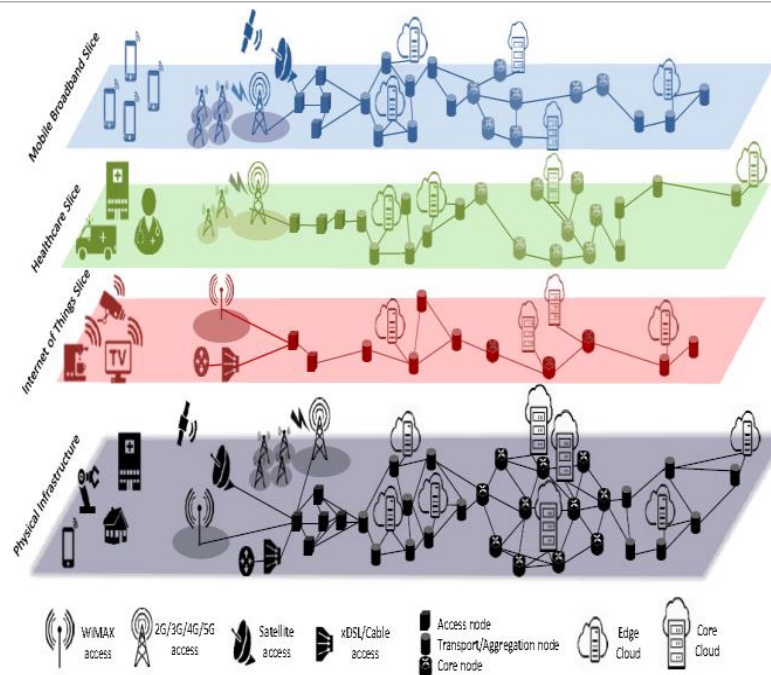 Mobile Broadband Slice
Healthcare Slice
Internet of Things Slice
TV
Physical Infrastructure
WiMAX
access
2G/3G/4G/5G
access
Satellite
access
xDSL/Cable
access
Access node
Transport/Aggregation node
Core node
Edge
Cloud
Core
Cloud